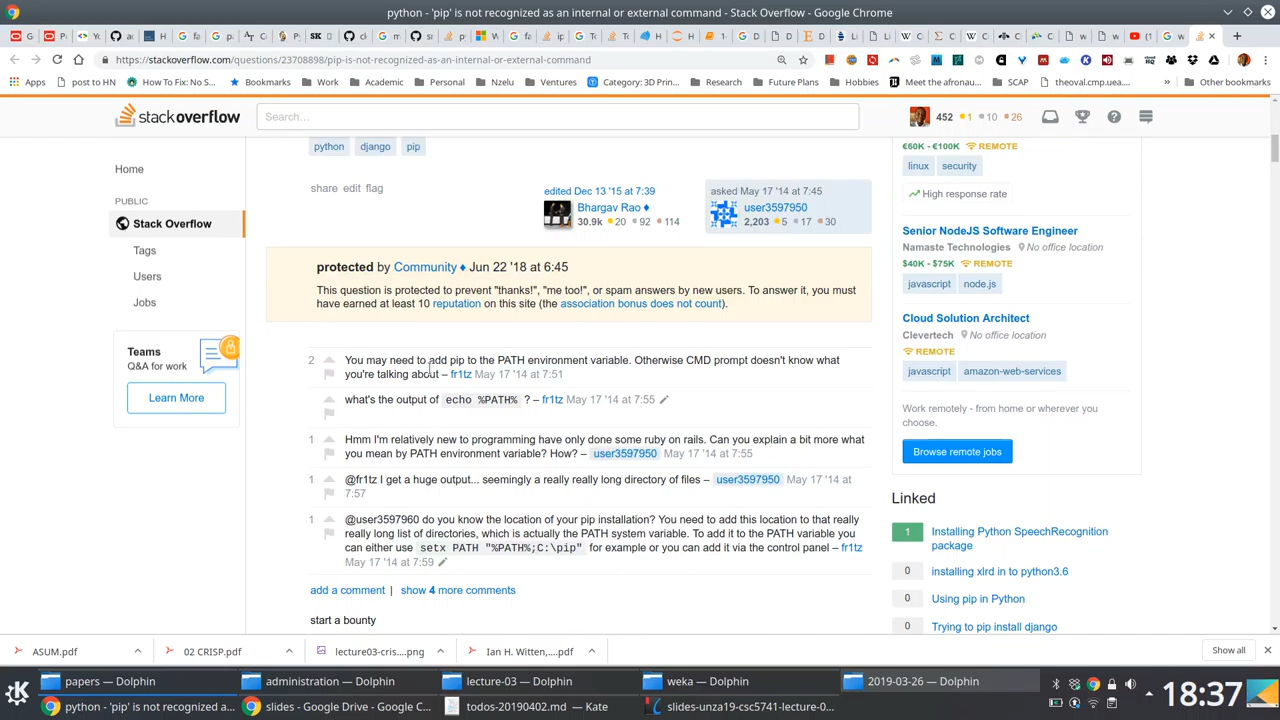 python - 'pip' is not recognized as an internal or external command - Stack Overflow - Google Chrome
https://stackoverflow.com/questions/23708898/pip-is-not-recognized-as-an-internal-or-external-command
Apps
post to HN
How To Fix: No S...
Bookmarks
Work
Academic
Personal
Nzelu
Ventures
Category: 3D Prin...
Research
Future Plans
Hobbies
Meet the afronau...
SCAP
theoval.cmp.uea....
»
Other bookmarks
stackoverflow
Search...
452 1 10 26
Home
PUBLIC
Stack Overflow
Tags
Users
Jobs
Teams
Q&A for work
Learn More
python django pip
share edit flag
edited Dec 13 '15 at 7:39
Bhargav Rao ♦
30.9k 20 92 114
asked May 17 '14 at 7:45
user3597950
2,203 5 17 30
protected by Community ♦ Jun 22 '18 at 6:45
This question is protected to prevent "thanks!", "me too!", or spam answers by new users. To answer it, you must
have earned at least 10 reputation on this site (the association bonus does not count).
2 You may need to add pip to the PATH environment variable. Otherwise CMD prompt doesn't know what
you're talking about – fr1tz May 17 '14 at 7:51
what's the output of echo %PATH% ? – fr1tz May 17 '14 at 7:55
1 Hmm I'm relatively new to programming have only done some ruby on rails. Can you explain a bit more what
you mean by PATH environment variable? How? – user3597950 May 17 '14 at 7:55
1 @fr1tz I get a huge output... seemingly a really really long directory of files – user3597950 May 17 '14 at
7:57
1 @user3597960 do you know the location of your pip installation? You need to add this location to that really
really long list of directories, which is actually the PATH system variable. To add it to the PATH variable you
can either use setx PATH "%PATH%;C:\pip" for example or you can add it via the control panel – fr1tz
May 17 '14 at 7:59
add a comment | show 4 more comments
start a bounty
€60K - €100K REMOTE
linux security
High response rate
Senior NodeJS Software Engineer
Namaste Technologies No office location
$40K - $75K REMOTE
javascript node.js
Cloud Solution Architect
Clevertech No office location
REMOTE
javascript amazon-web-services
Work remotely - from home or wherever you
choose.
Browse remote jobs
Linked
1 Installing Python SpeechRecognition
package
0 installing xlrd in to python3.6
0 Using pip in Python
0 Trying to pip install django
ASUM.pdf
02 CRISP.pdf
lecture03-cris....png
Ian H. Witten,....pdf
Show all
papers — Dolphin
administration — Dolphin
lecture-03 — Dolphin
weka — Dolphin
2019-03-26 — Dolphin
python - 'pip' is not recognized a...
slides - Google Drive - Google C...
todos-20190402.md — Kate
slides-unza19-csc5741-lecture-0...
18:37